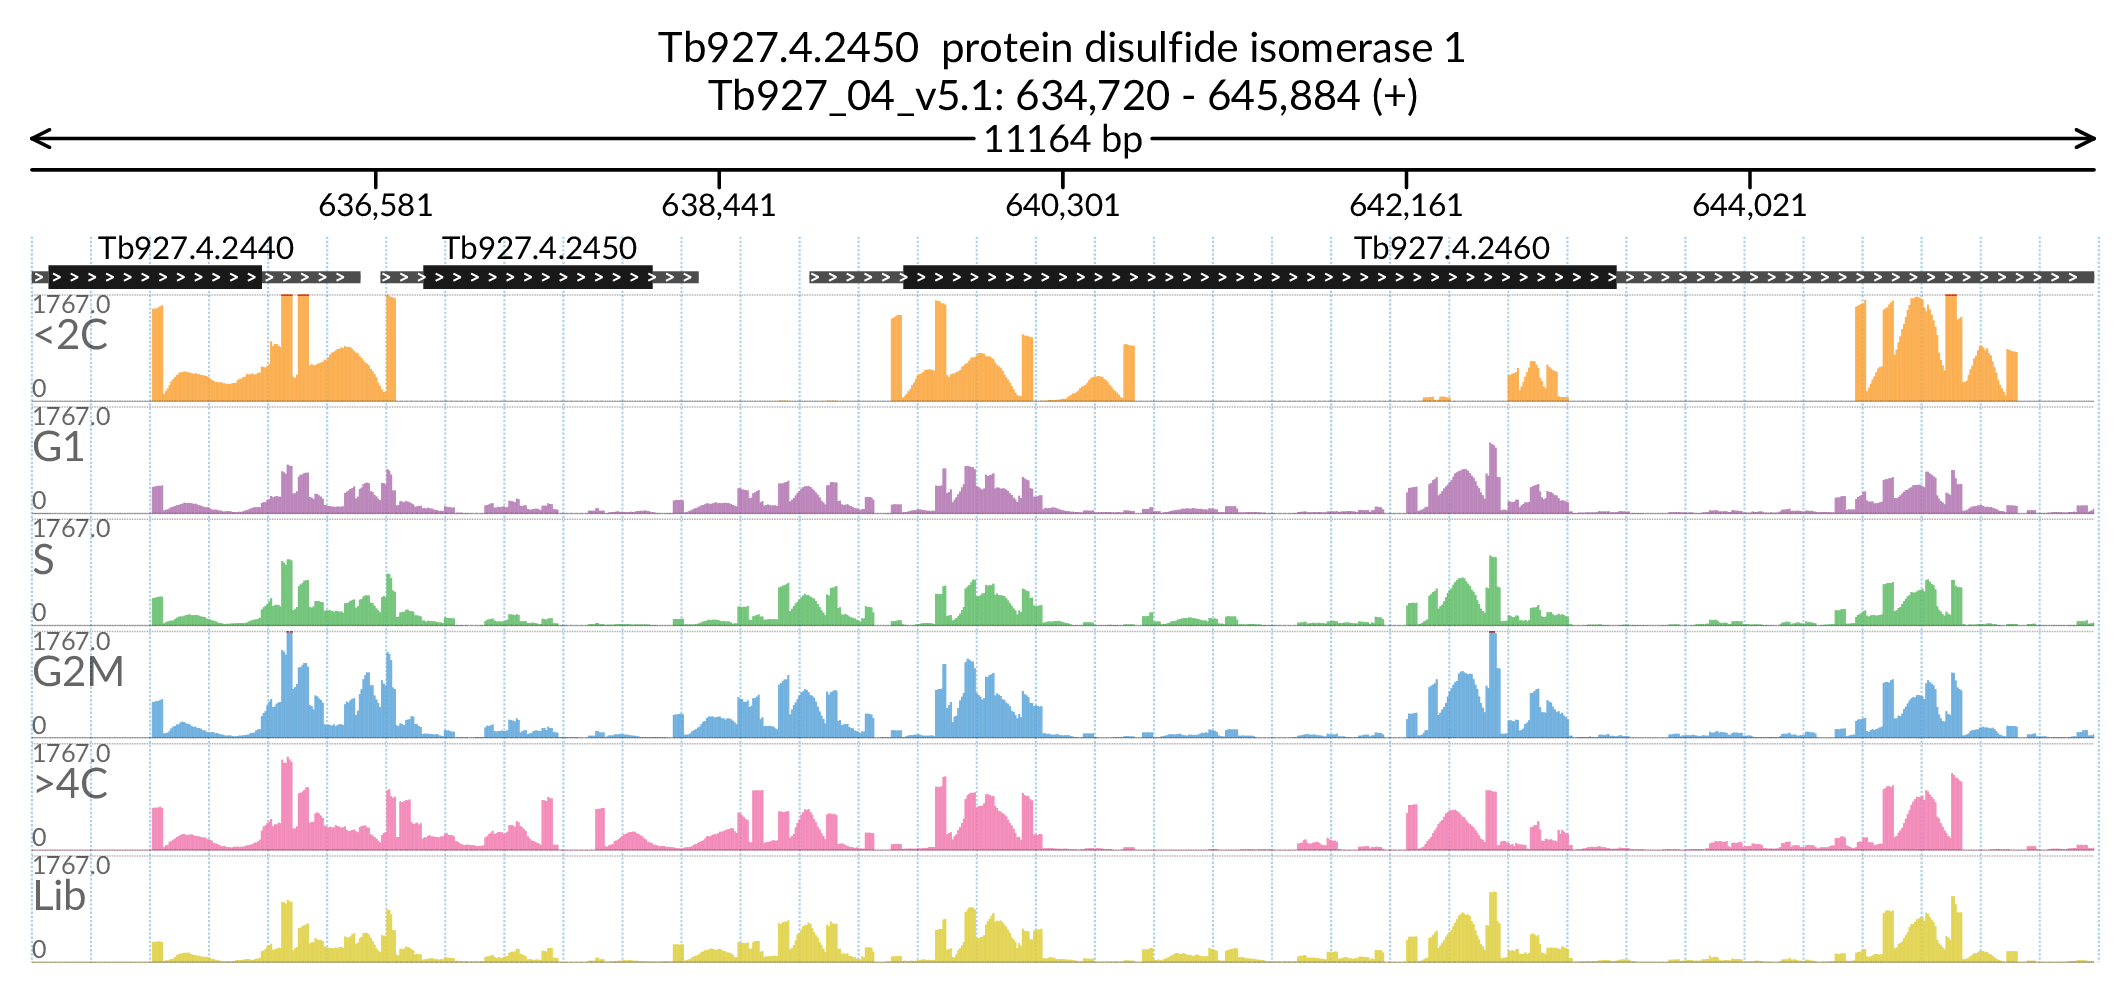 Tb927.4.2450  protein disulfide isomerase 1
Tb927_04_v5.1: 634,720 - 645,884 (+)
11164 bp
636,581 638,441 640,301 642,161 644,021
Tb927.4.2440 Tb927.4.2450 Tb927.4.2460
1767.0
<2C
0
1767.0
G1
0
1767.0
S
0
1767.0
G2M
0
1767.0
>4C
0
1767.0
Lib
0